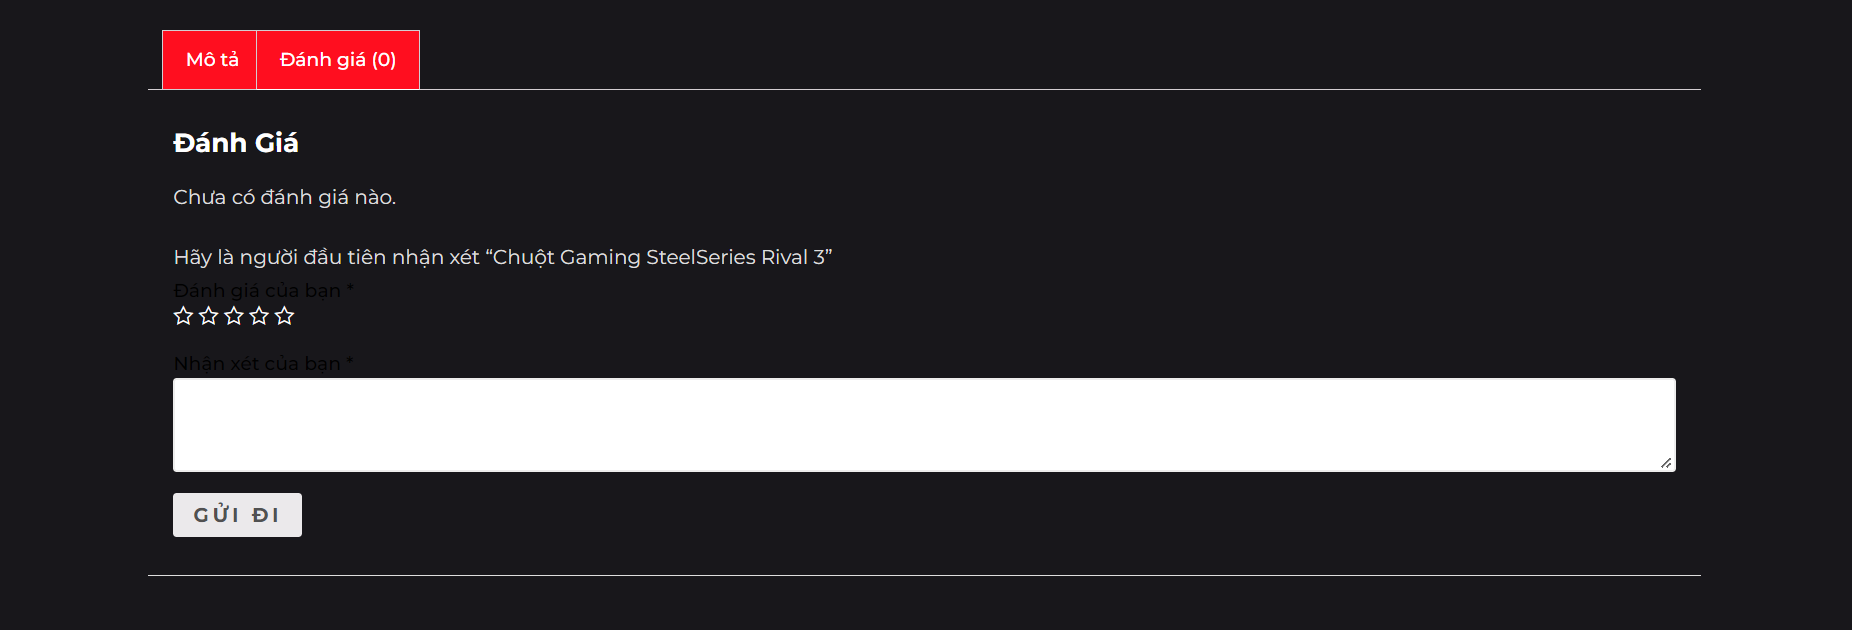 Mô tả
Đánh giá (0)
Đánh Giá
Chưa có đánh giá nào.
Hãy là người đầu tiên nhận xét “Chuột Gaming SteelSeries Rival 3”
Đánh giá của bạn *
Nhận xét của bạn *
GỬI ĐI